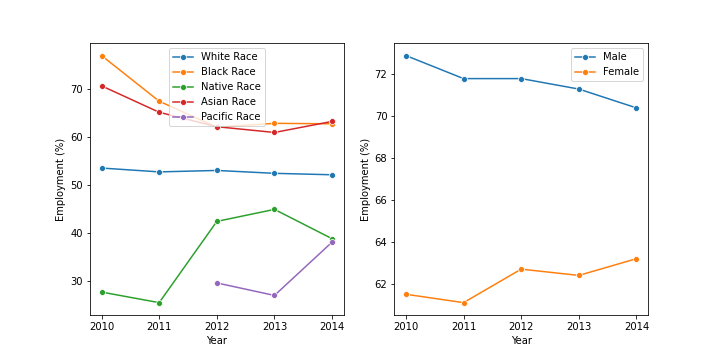 White Race
Black Race
Native Race
Asian Race
Pacific Race
70
60
50
40
30
Employment (%)
2010 2011 2012 2013 2014
Year
Male
Female
72
70
68
66
64
62
Employment (%)
2010 2011 2012 2013 2014
Year